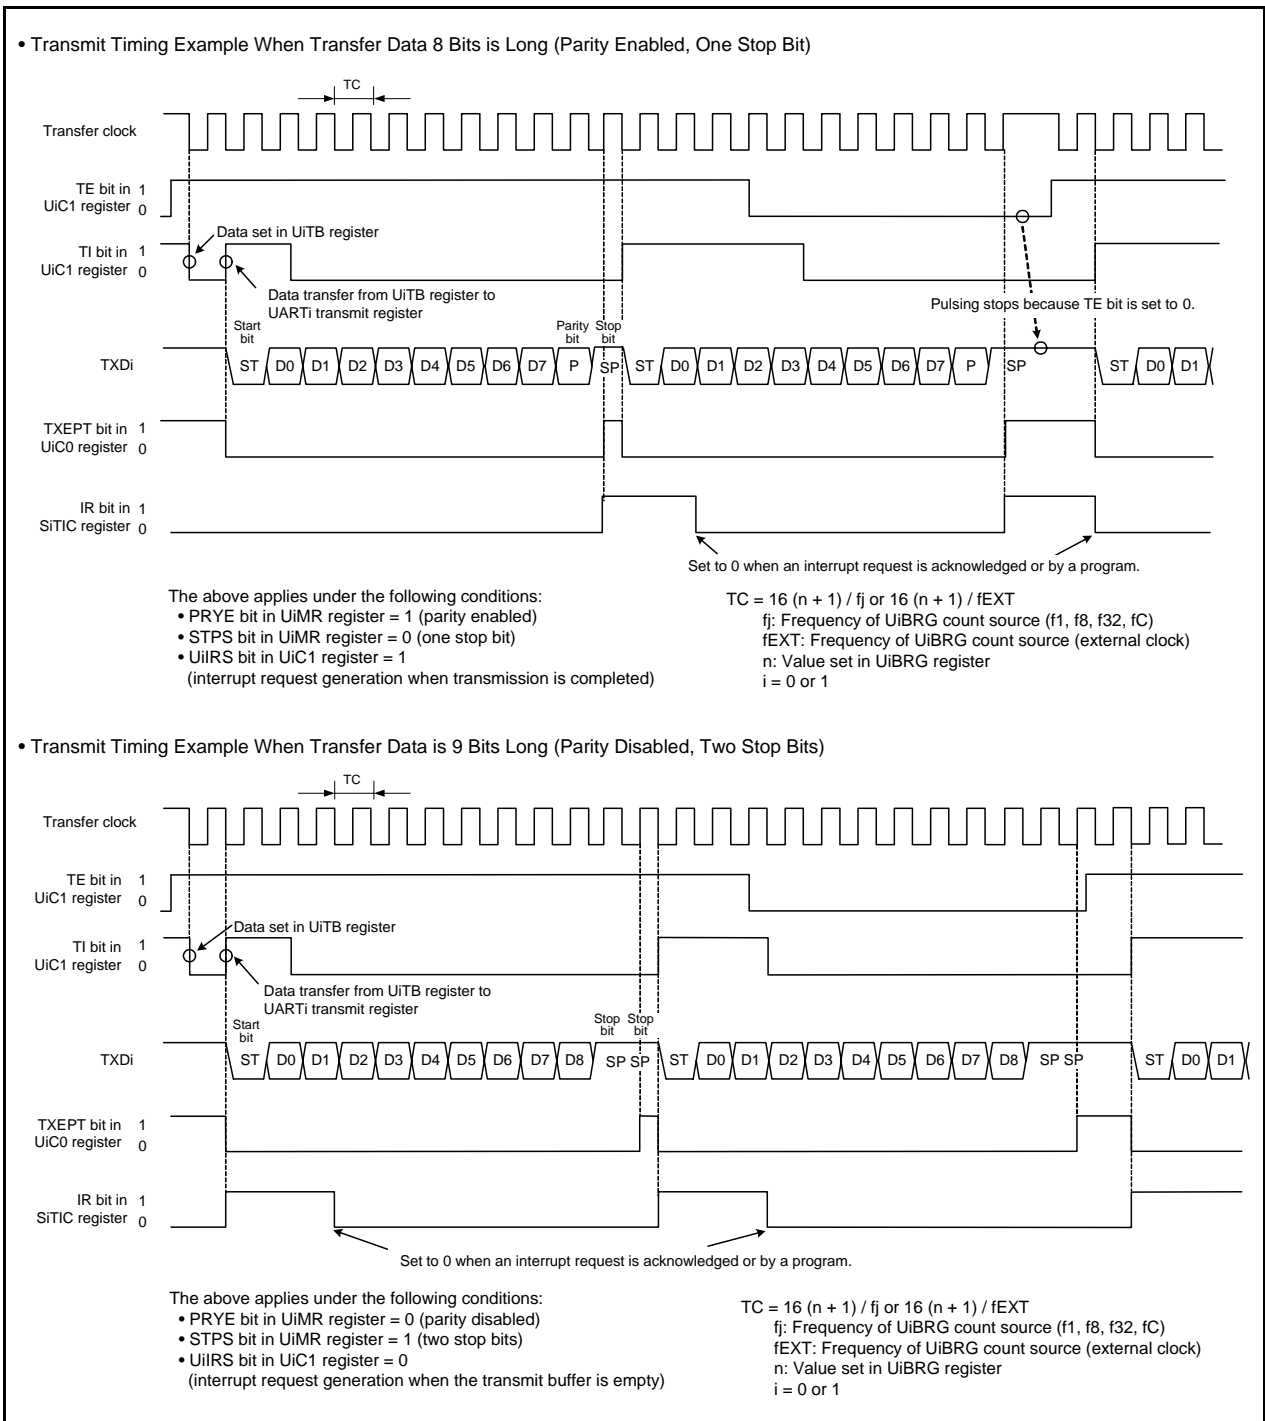 • Transmit Timing Example When Transfer Data 8 Bits is Long (Parity Enabled, One Stop Bit)
TC
Transfer clock
TE bit in 1
UiC1 register 0
Data set in UiTB register
TI bit in 1
UiC1 register 0
Data transfer from UiTB register to
UARTi transmit register
Pulsing stops because TE bit is set to 0.
Start
bit
Parity
bit
Stop
bit
TXDi
ST D0 D1 D2 D3 D4 D5 D6 D7 P SP ST D0 D1 D2 D3 D4 D5 D6 D7 P SP ST D0 D1
TXEPT bit in 1
UiC0 register 0
IR bit in 1
SiTIC register 0
Set to 0 when an interrupt request is acknowledged or by a program.
The above applies under the following conditions:
• PRYE bit in UiMR register = 1 (parity enabled)
• STPS bit in UiMR register = 0 (one stop bit)
• UiIRS bit in UiC1 register = 1
(interrupt request generation when transmission is completed)
TC = 16 (n + 1) / fj or 16 (n + 1) / fEXT
fj: Frequency of UiBRG count source (f1, f8, f32, fC)
fEXT: Frequency of UiBRG count source (external clock)
n: Value set in UiBRG register
i = 0 or 1
• Transmit Timing Example When Transfer Data is 9 Bits Long (Parity Disabled, Two Stop Bits)
TC
Transfer clock
TE bit in 1
UiC1 register 0
Data set in UiTB register
TI bit in 1
UiC1 register 0
Data transfer from UiTB register to
UARTi transmit register
Start
bit
Stop
bit
Stop
bit
TXDi
ST D0 D1 D2 D3 D4 D5 D6 D7 D8 SP SP ST D0 D1 D2 D3 D4 D5 D6 D7 D8 SP SP ST D0 D1
TXEPT bit in 1
UiC0 register 0
IR bit in 1
SiTIC register 0
Set to 0 when an interrupt request is acknowledged or by a program.
The above applies under the following conditions:
• PRYE bit in UiMR register = 0 (parity disabled)
• STPS bit in UiMR register = 1 (two stop bits)
• UiIRS bit in UiC1 register = 0
(interrupt request generation when the transmit buffer is empty)
TC = 16 (n + 1) / fj or 16 (n + 1) / fEXT
fj: Frequency of UiBRG count source (f1, f8, f32, fC)
fEXT: Frequency of UiBRG count source (external clock)
n: Value set in UiBRG register
i = 0 or 1